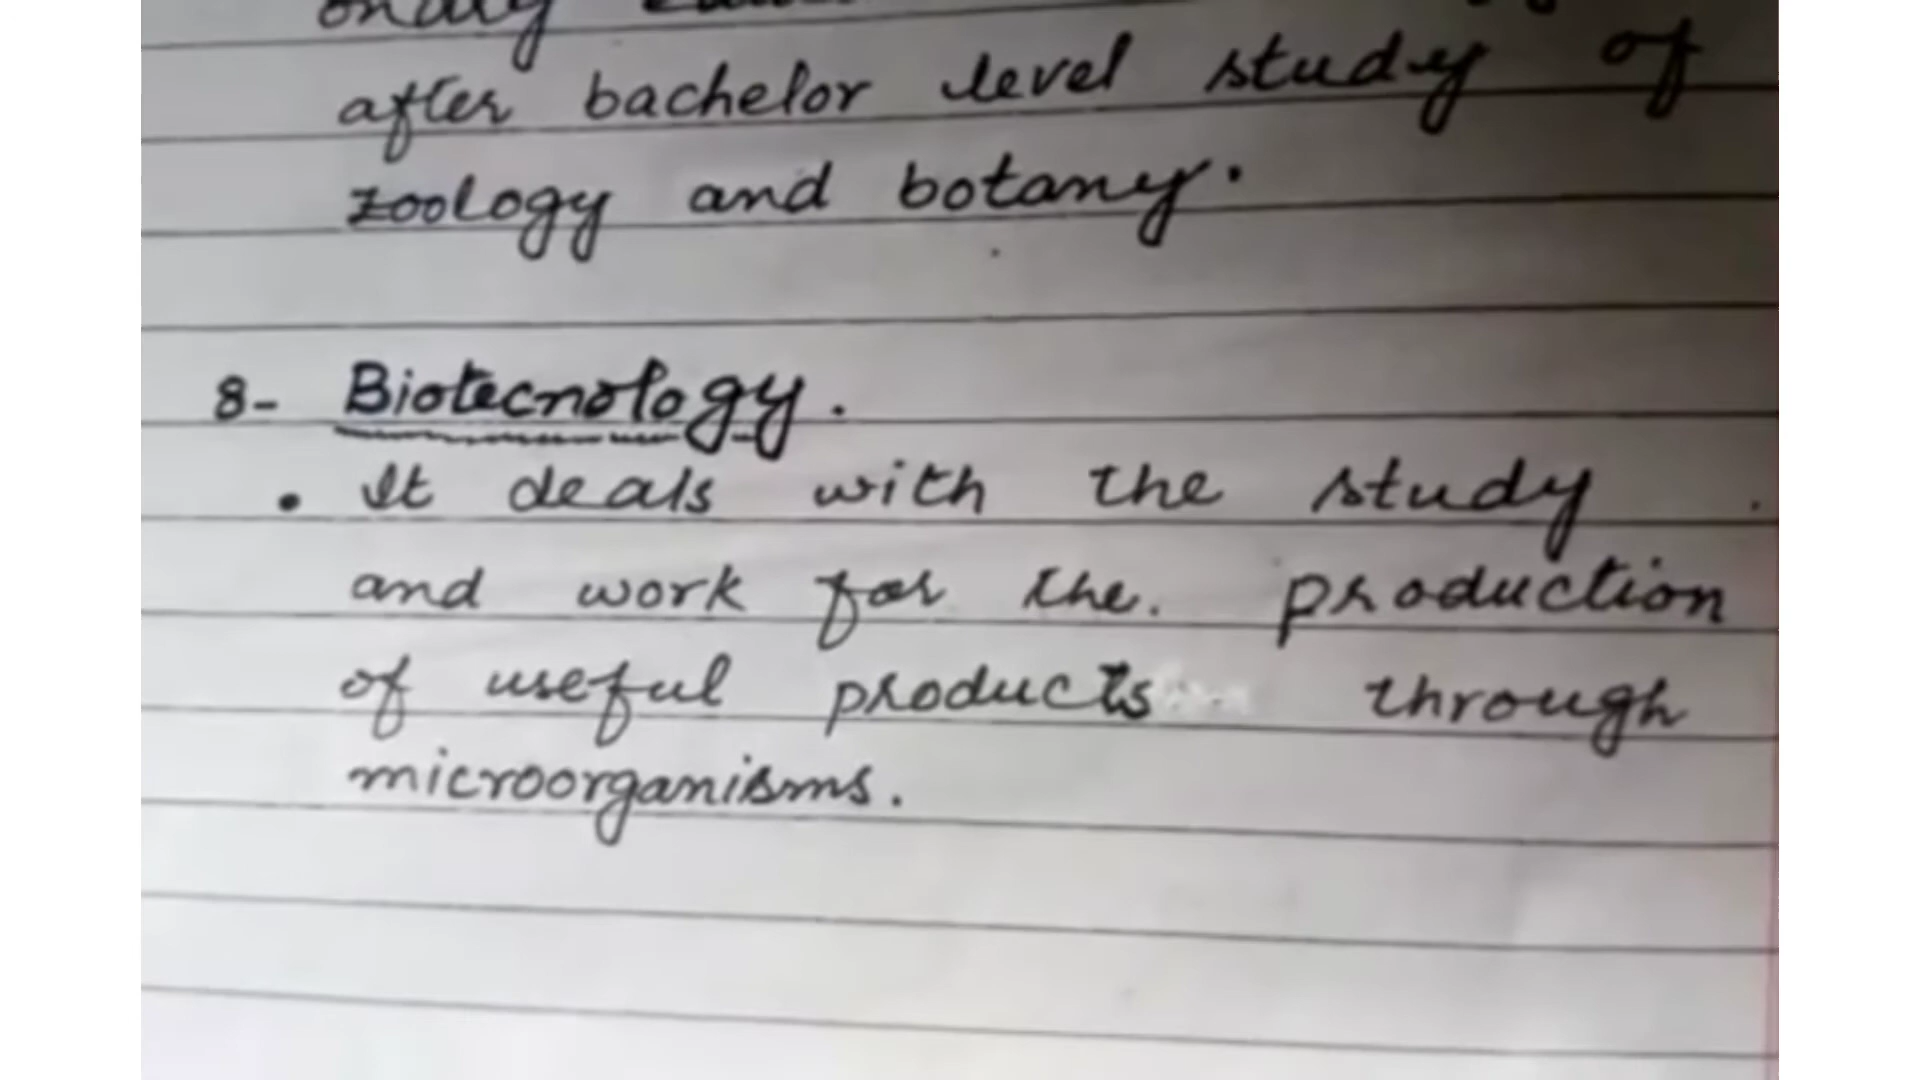 after bachelor level study of
zoology and botany.
8- Biotecnology.
• It deals with the study
and work for the. production
of useful products through
microorganisms.